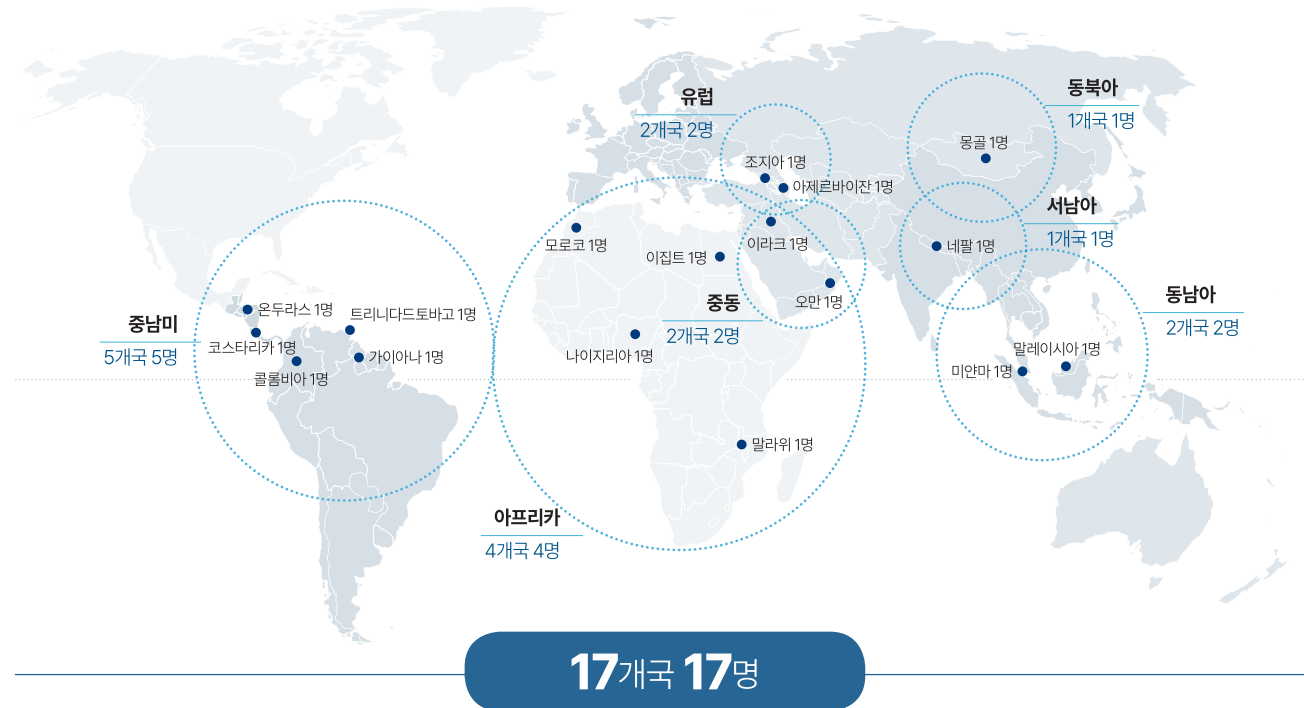 유럽
2개국 2명
조지아 1명
아제르바이잔 1명
동북아
1개국 1명
몽골 1명
서남아
1개국 1명
네팔 1명
모로코 1명
이집트 1명
나이지리아 1명
말라위 1명
이라크 1명
오만 1명
중동
2개국 2명
중남미
5개국 5명
온두라스 1명
트리니다드토바고 1명
코스타리카 1명
가이아나 1명
콜롬비아 1명
동남아
2개국 2명
말레이시아 1명
미얀마 1명
아프리카
4개국 4명
17개국 17명